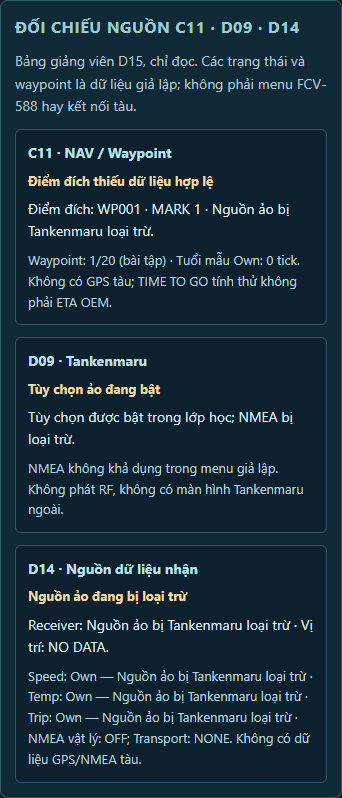 ĐỐI CHIẾU NGUỒN C11 · D09 · D14
Bảng giảng viên D15, chỉ đọc. Các trạng thái và
waypoint là dữ liệu giả lập; không phải menu FCV-
588 hay kết nối tàu.
C11 · NAV / Waypoint
Điểm đích thiếu dữ liệu hợp lệ
Điểm đích: WP001 · MARK 1 · Nguồn ảo bị
Tankenmaru loại trừ.
Waypoint: 1/20 (bài tập) · Tuổi mẫu Own: 0 tick.
Không có GPS tàu; TIME TO GO tính thử không
phải ETA OEM.
D09 · Tankenmaru
Tùy chọn ảo đang bật
Tùy chọn được bật trong lớp học; NMEA bị
loại trừ.
NMEA không khả dụng trong menu giả lập.
Không phát RF, không có màn hình Tankenmaru
ngoài.
D14 · Nguồn dữ liệu nhận
Nguồn ảo đang bị loại trừ
Receiver: Nguồn ảo bị Tankenmaru loại trừ · Vị
trí: NO DATA.
Speed: Own — Nguồn ảo bị Tankenmaru loại trừ ·
Temp: Own — Nguồn ảo bị Tankenmaru loại trừ ·
Trip: Own — Nguồn ảo bị Tankenmaru loại trừ ·
NMEA vật lý: OFF; Transport: NONE. Không có dữ
liệu GPS/NMEA tàu.